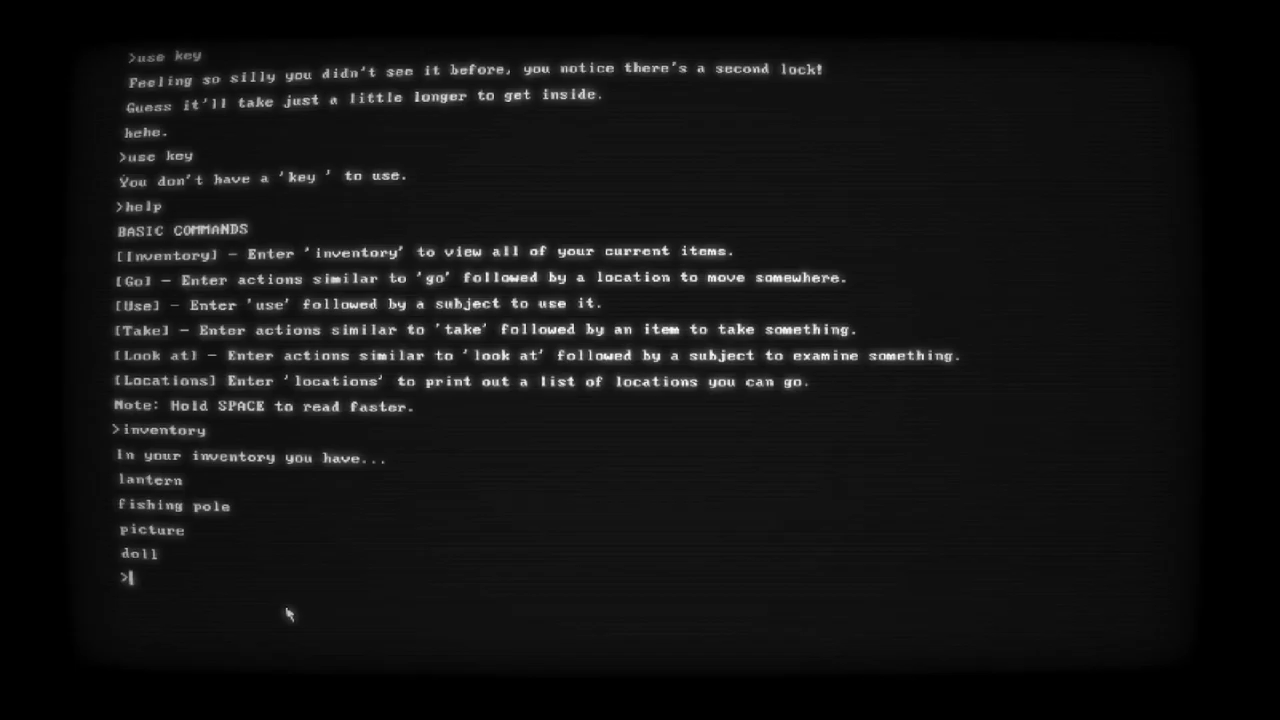 >use key
Feeling so silly you didn't see it before, you notice there's a second lock!
Guess it'll take just a little longer to get inside.
hehe.
>use key
You don't have a 'key ' to use.
>help
BASIC COMMANDS
[Inventory] - Enter 'inventory' to view all of your current items.
[Go] - Enter actions similar to 'go' followed by a location to move somewhere.
[Use] - Enter 'use' followed by a subject to use it.
[Take] - Enter actions similar to 'take' followed by an item to take something.
[Look at] - Enter actions similar to 'look at' followed by a subject to examine something.
[Locations] Enter 'locations' to print out a list of locations you can go.
Note: Hold SPACE to read faster.
>inventory
In your inventory you have...
lantern
fishing pole
picture
doll
>